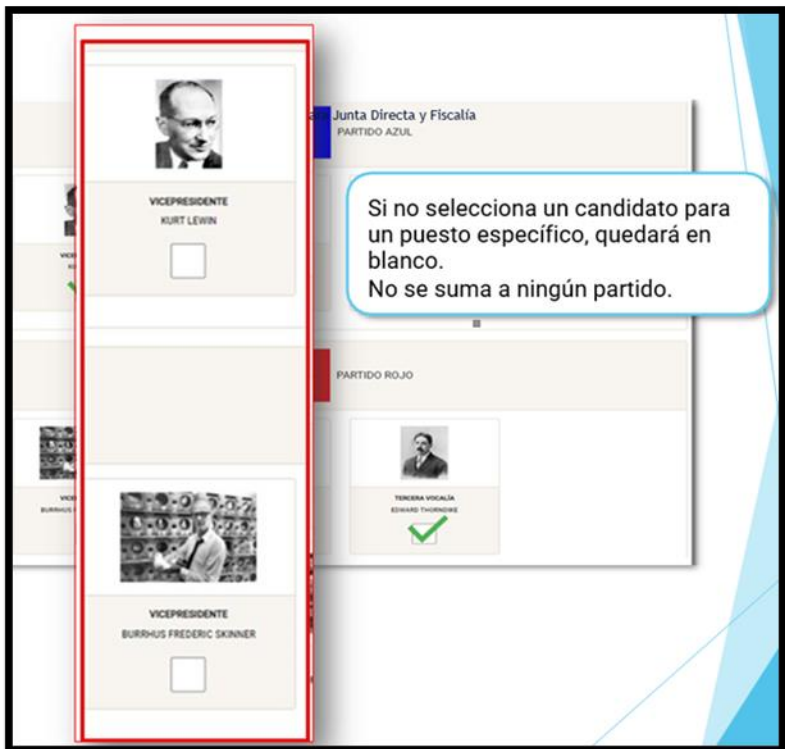 Junta Directa y Fiscalía
PARTIDO AZUL
VICEPRESIDENTE
KURT LEWIN
Si no selecciona un candidato para
un puesto específico, quedará en
blanco.
No se suma a ningún partido.
PARTIDO ROJO
TERCERA VOCALÍA
EDWARD THORNDIKE
VICEPRESIDENTE
BURRHUS FREDERIC SKINNER